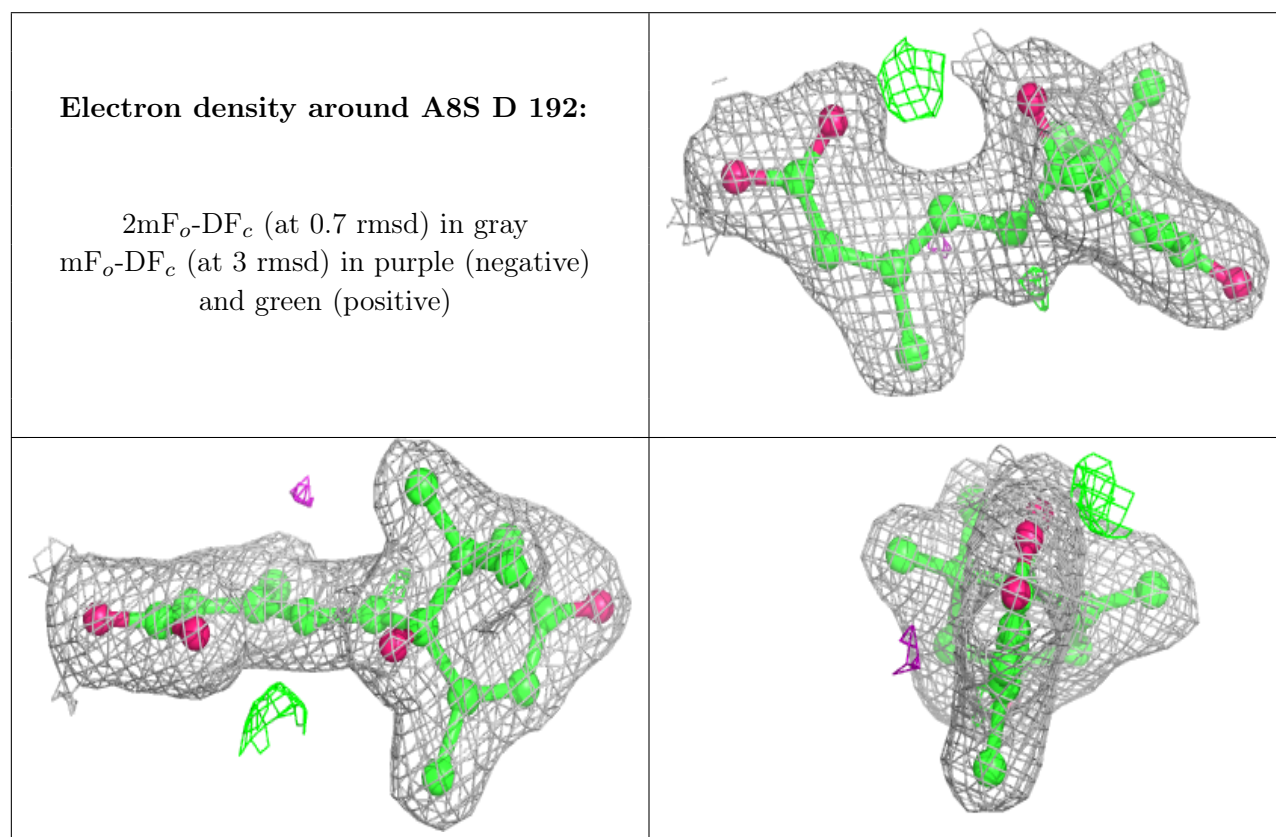 Electron density around A8S D 192:
2mFₒ-DF𝒸 (at 0.7 rmsd) in gray
mFₒ-DF𝒸 (at 3 rmsd) in purple (negative)
and green (positive)